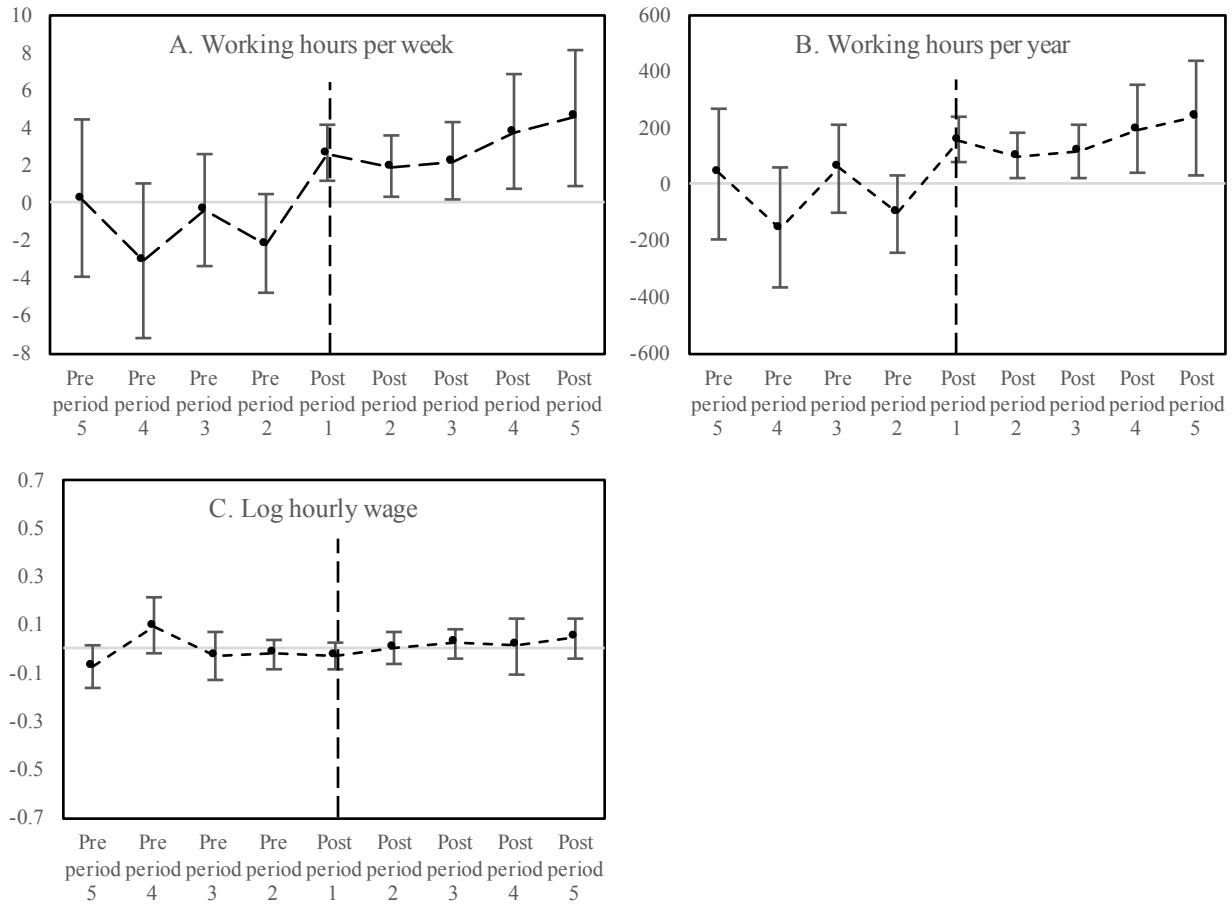 A. Working hours per week
10
8
6
4
2
0
-2
-4
-6
-8
Pre Pre Pre Pre Post Post Post Post Post
period period period period period period period period period
5 4 3 2 1 2 3 4 5
B. Working hours per year
600
400
200
0
-200
-400
-600
Pre Pre Pre Pre Post Post Post Post Post
period period period period period period period period period
5 4 3 2 1 2 3 4 5
C. Log hourly wage
0.7
0.5
0.3
0.1
-0.1
-0.3
-0.5
-0.7
Pre Pre Pre Pre Post Post Post Post Post
period period period period period period period period period
5 4 3 2 1 2 3 4 5